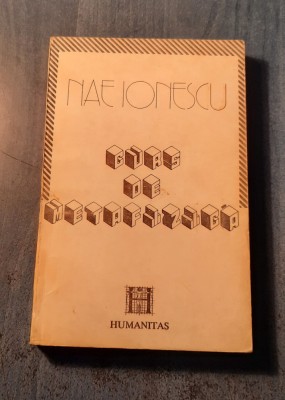 NAE IONESCU
CURS
DE
METAFIZICĂ
HUMANITAS